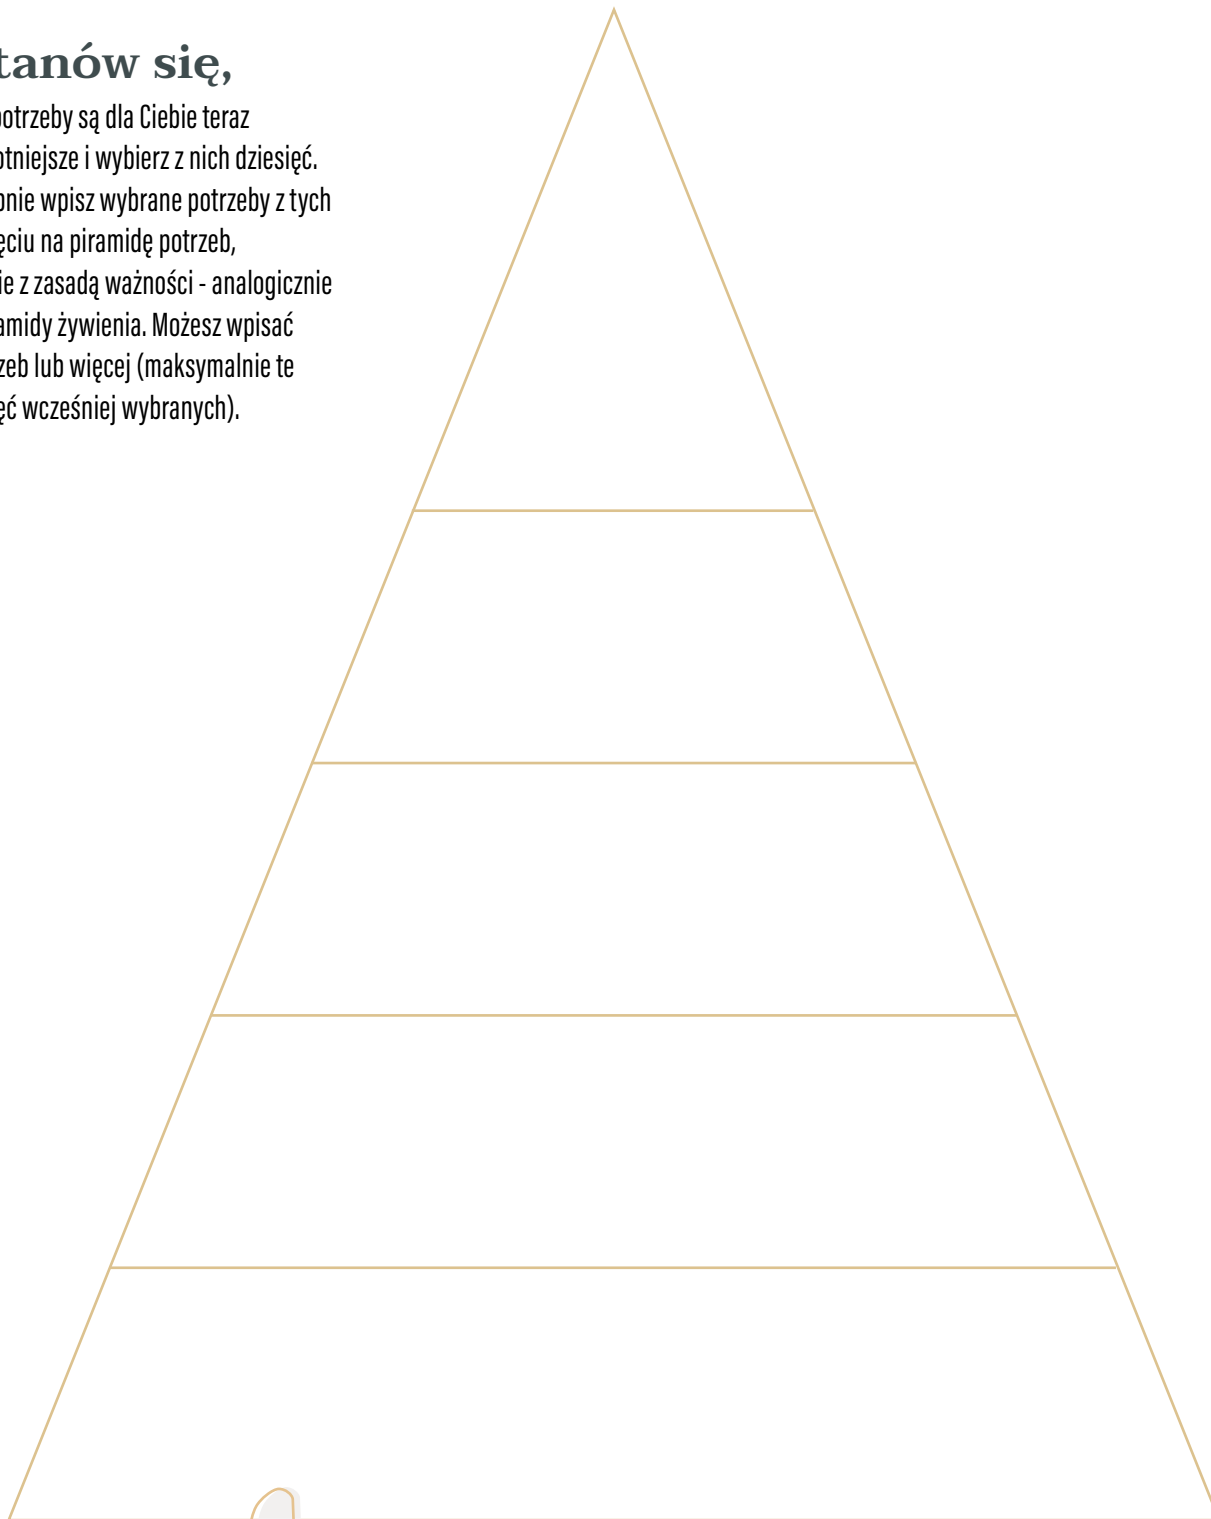 tanów się,
potrzeby są dla Ciebie teraz
otniejsze i wybierz z nich dziesięć.
pnie wpisz wybrane potrzeby z tych
ęciu na piramidę potrzeb,
ie z zasadą ważności - analogicznie
amidy żywienia. Możesz wpisać
zeb lub więcej (maksymalnie te
ęć wcześniej wybranych).